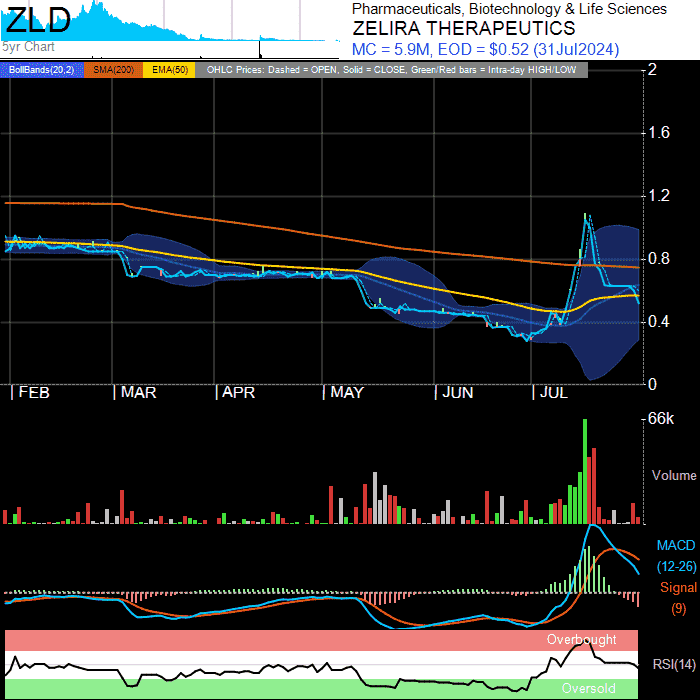 ZLD
5yr Chart
Pharmaceuticals, Biotechnology & Life Sciences
ZELIRA THERAPEUTICS
MC = 5.9M, EOD = $0.52 (31Jul2024)
BollBands(20,2) SMA(200) EMA(50) OHLC Prices: Dashed = OPEN, Solid = CLOSE, Green/Red bars = Intra-day HIGH/LOW
2
1.6
1.2
0.8
0.4
0
FEB MAR APR MAY JUN JUL
66k
Volume
MACD
(12-26)
Signal
(9)
Overbought
RSI(14)
Oversold